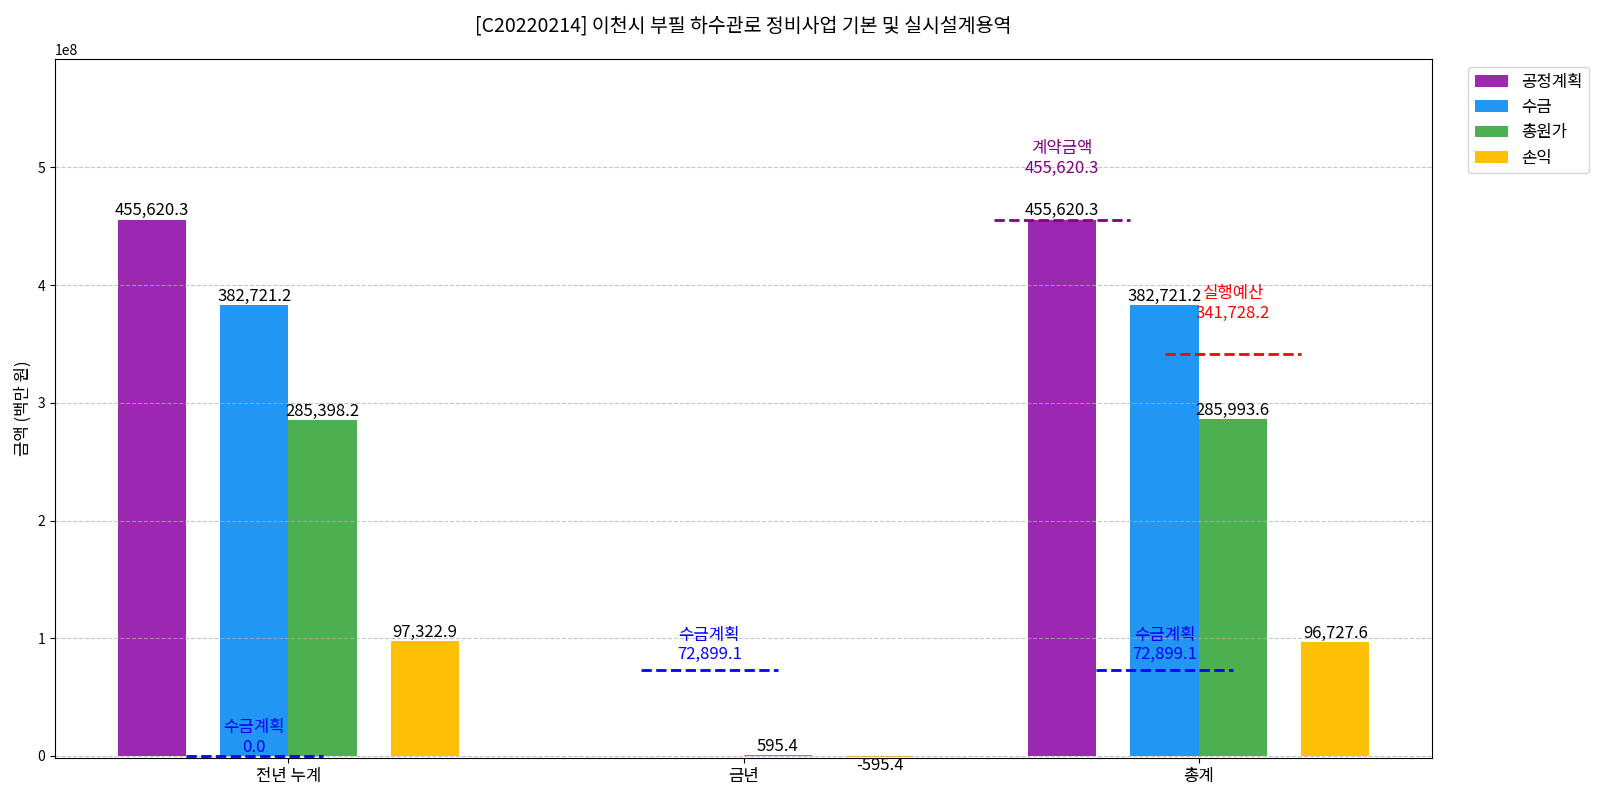 [C20220214] 이천시 부필 하수관로 정비사업 기본 및 실시설계용역
1e8
공정계획
수금
총원가
손익
금액 (백만 원)
5
4
3
2
1
0
455,620.3
382,721.2
285,398.2
97,322.9
수금계획
0.0
수금계획
72,899.1
595.4
-595.4
계약금액
455,620.3
455,620.3
382,721.2
실행예산
341,728.2
285,993.6
수금계획
72,899.1
96,727.6
전년 누계
금년
총계